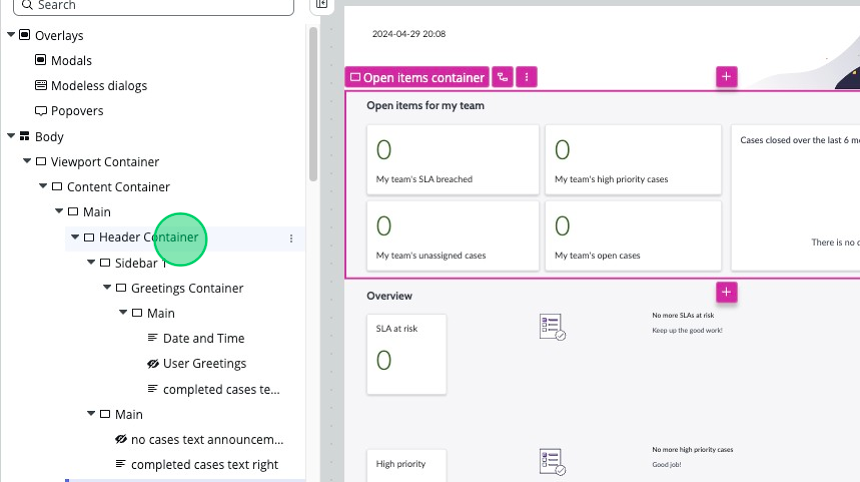 Search
Overlays
Modals
Modeless dialogs
Popovers
Body
Viewport Container
Content Container
Main
Header Container
Sidebar 1
Greetings Container
Main
Date and Time
User Greetings
completed cases te...
Main
no cases text announcem...
completed cases text right
2024-04-29 20:08
Open items container
Open items for my team
0
My team's SLA breached
0
My team's high priority cases
Cases closed over the last 6 m
0
My team's unassigned cases
0
My team's open cases
There is no
Overview
SLA at risk
0
No more SLAs at risk
Keep up the good work!
High priority
No more high priority cases
Good job!